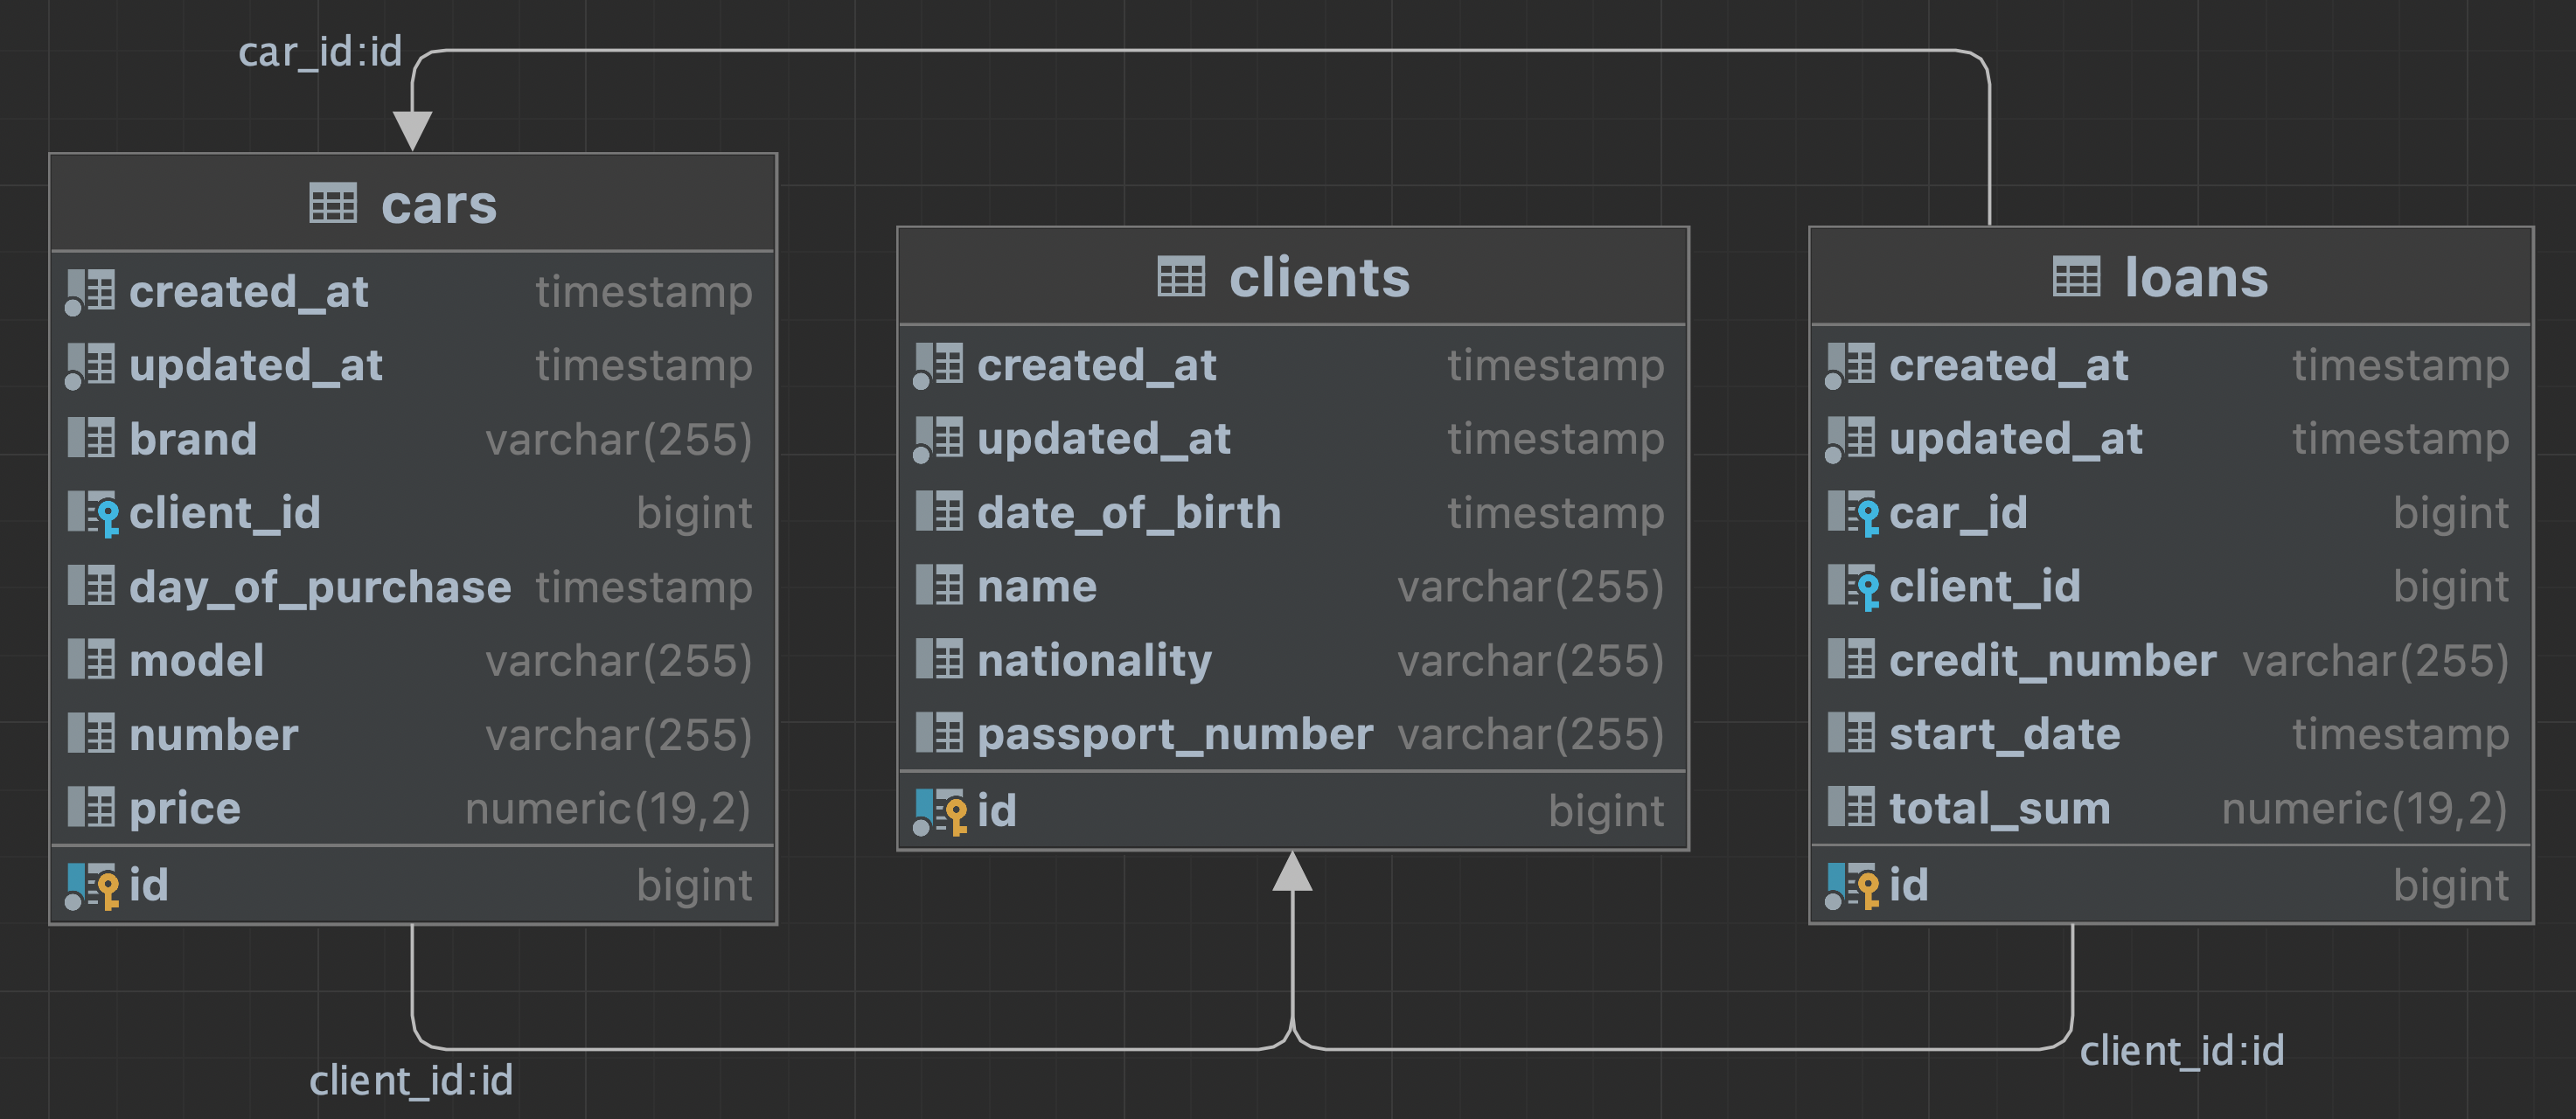 car_id:id
cars
created_at timestamp
updated_at timestamp
brand varchar(255)
client_id bigint
day_of_purchase timestamp
model varchar(255)
number varchar(255)
price numeric(19,2)
id bigint
clients
created_at timestamp
updated_at timestamp
date_of_birth timestamp
name varchar(255)
nationality varchar(255)
passport_number varchar(255)
id bigint
loans
created_at timestamp
updated_at timestamp
car_id bigint
client_id bigint
credit_number varchar(255)
start_date timestamp
total_sum numeric(19,2)
id bigint
client_id:id
client_id:id